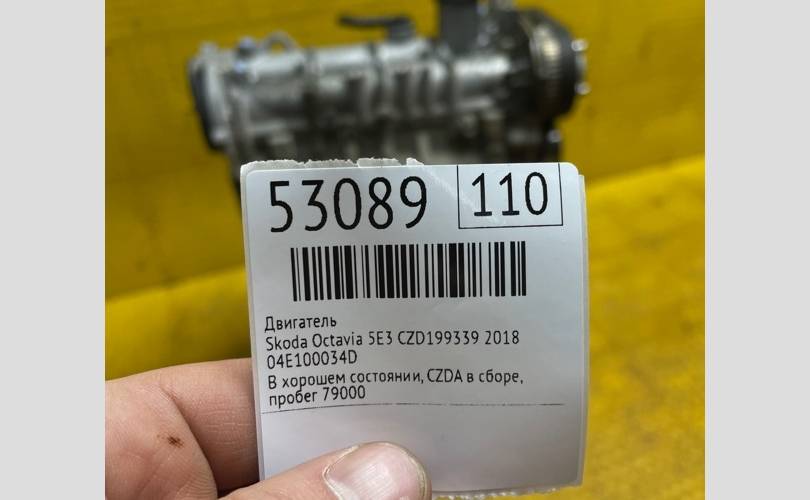 53089 110
Двигатель
Skoda Octavia 5E3 CZD199339 2018
04E100034D
В хорошем состоянии, CZDA в сборе,
пробег 79000